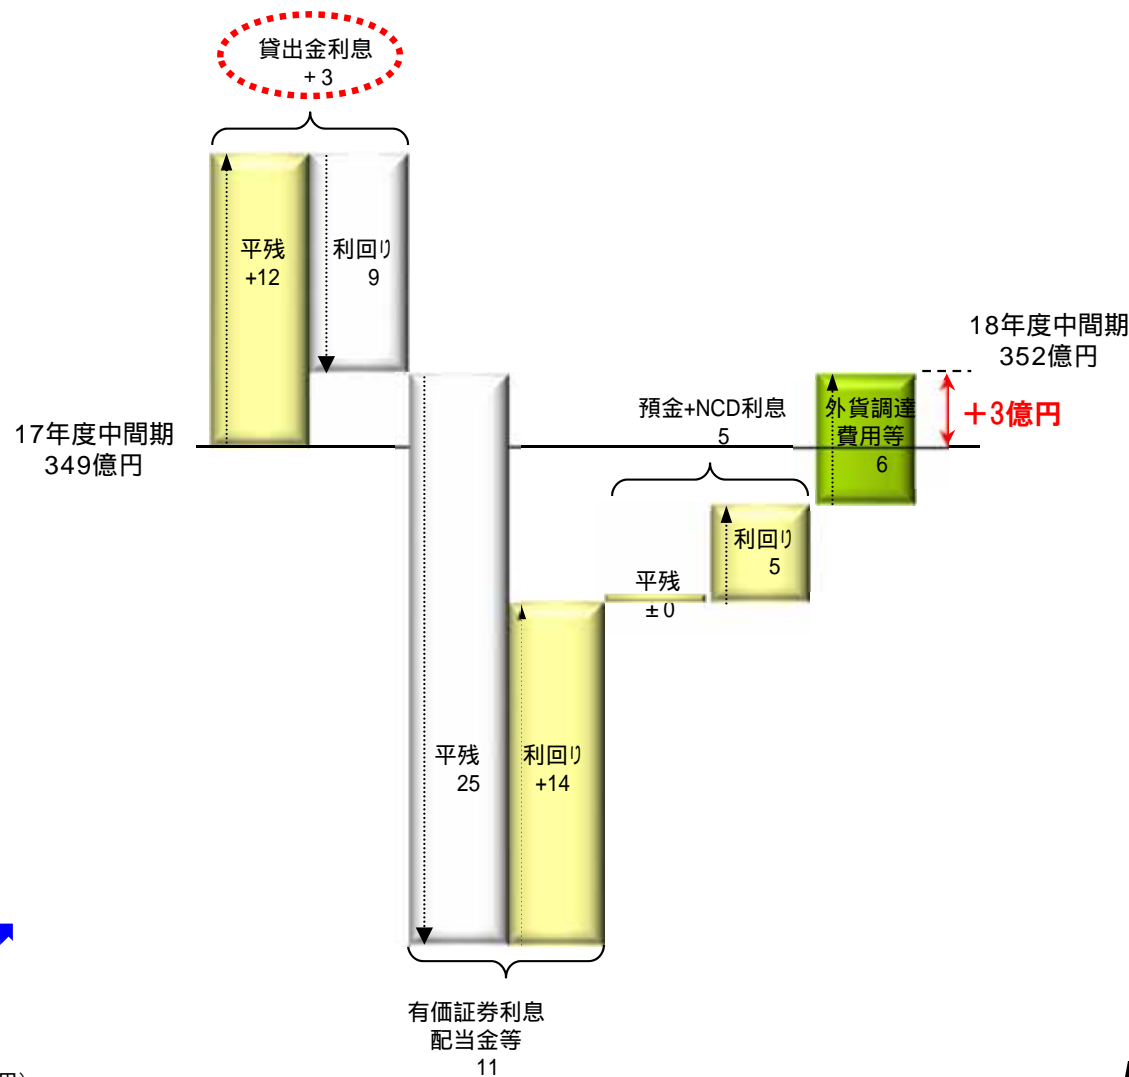 貸出金利息
+3
平残
+12
利回り
9
18年度中間期
352億円
預金+NCD利息
5
外貨調達
費用等
6
+3億円
17年度中間期
349億円
利回り
5
平残
±0
平残
25
利回り
+14
有価証券利息
配当金等
11
円)